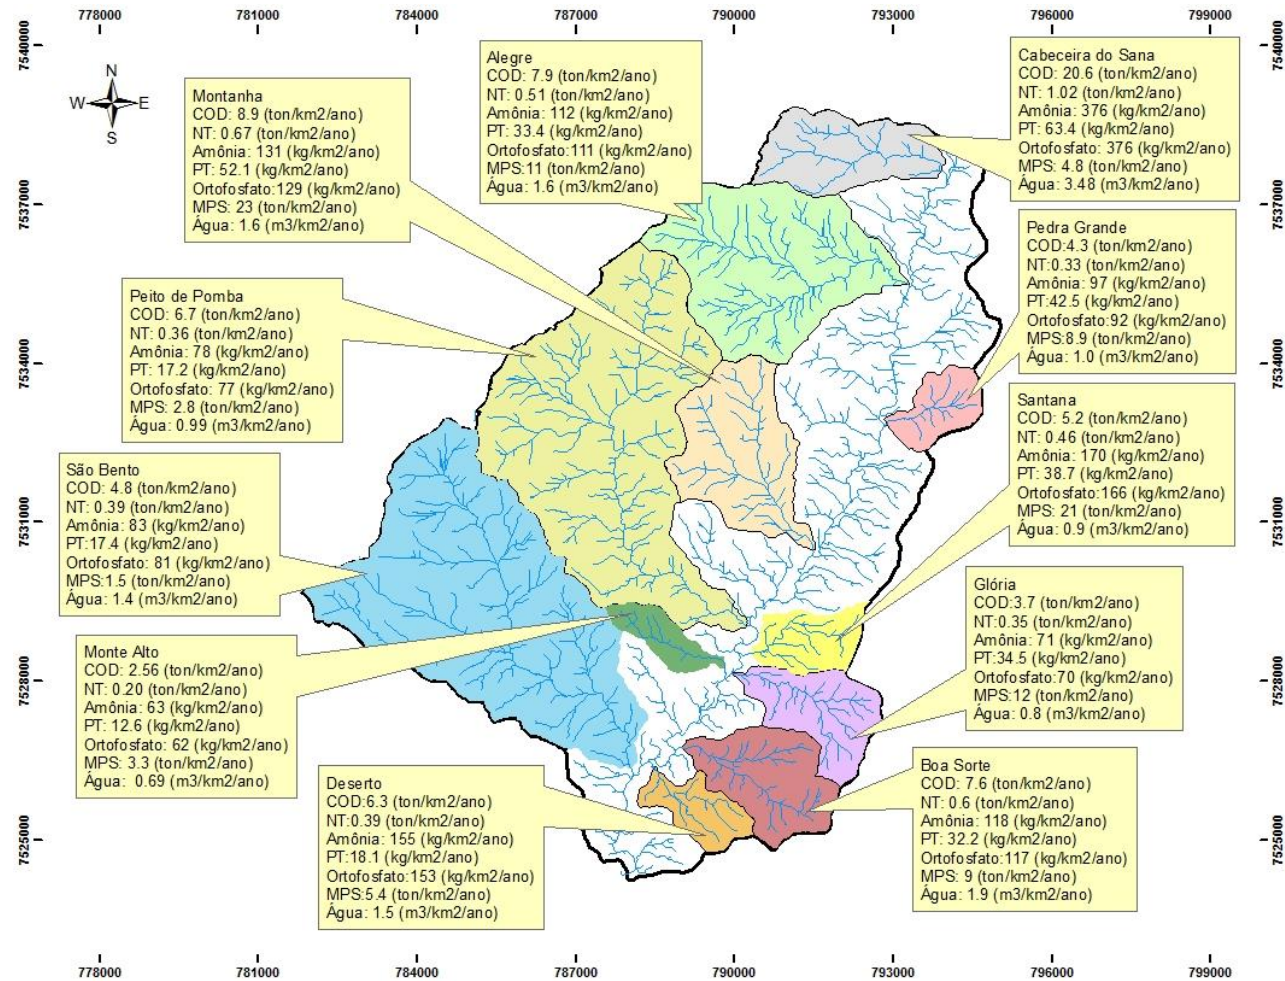 778000 781000 784000 787000 790000 793000 796000 799000
7540000
7540000
N
W E
S
Alegre
COD: 7.9 (ton/km2/ano)
NT: 0.51 (ton/km2/ano)
Amônia: 112 (kg/km2/ano)
PT: 33.4 (kg/km2/ano)
Ortofosfato:111 (kg/km2/ano)
MPS:11 (ton/km2/ano)
Água: 1.6 (m3/km2/ano)
Cabeceira do Sana
COD: 20.6 (ton/km2/ano)
NT: 1.02 (ton/km2/ano)
Amônia: 376 (kg/km2/ano)
PT: 63.4 (kg/km2/ano)
Ortofosfato: 376 (kg/km2/ano)
MPS: 4.8 (ton/km2/ano)
Água: 3.48 (m3/km2/ano)
Montanha
COD: 8.9 (ton/km2/ano)
NT: 0.67 (ton/km2/ano)
Amônia: 131 (kg/km2/ano)
PT: 52.1 (kg/km2/ano)
Ortofosfato:129 (kg/km2/ano)
MPS: 23 (ton/km2/ano)
Água: 1.6 (m3/km2/ano)
7537000
7537000
Pedra Grande
COD:4.3 (ton/km2/ano)
NT:0.33 (ton/km2/ano)
Amônia: 97 (kg/km2/ano)
PT:42.5 (kg/km2/ano)
Ortofosfato:92 (kg/km2/ano)
MPS:8.9 (ton/km2/ano)
Água: 1.0 (m3/km2/ano)
Peito de Pomba
COD: 6.7 (ton/km2/ano)
NT: 0.36 (ton/km2/ano)
Amônia: 78 (kg/km2/ano)
PT: 17.2 (kg/km2/ano)
Ortofosfato: 77 (kg/km2/ano)
MPS: 2.8 (ton/km2/ano)
Água: 0.99 (m3/km2/ano)
7534000
7534000
Santana
COD: 5.2 (ton/km2/ano)
NT: 0.46 (ton/km2/ano)
Amônia: 170 (kg/km2/ano)
PT: 38.7 (kg/km2/ano)
Ortofosfato:166 (kg/km2/ano)
MPS: 21 (ton/km2/ano)
Água: 0.9 (m3/km2/ano)
São Bento
COD: 4.8 (ton/km2/ano)
NT: 0.39 (ton/km2/ano)
Amônia: 83 (kg/km2/ano)
PT:17.4 (kg/km2/ano)
Ortofosfato: 81 (kg/km2/ano)
MPS:1.5 (ton/km2/ano)
Água: 1.4 (m3/km2/ano)
7531000
7531000
Glória
COD:3.7 (ton/km2/ano)
NT:0.35 (ton/km2/ano)
Amônia: 71 (kg/km2/ano)
PT:34.5 (kg/km2/ano)
Ortofosfato:70 (kg/km2/ano)
MPS:12 (ton/km2/ano)
Água: 0.8 (m3/km2/ano)
Monte Alto
COD: 2.56 (ton/km2/ano)
NT: 0.20 (ton/km2/ano)
Amônia: 63 (kg/km2/ano)
PT: 12.6 (kg/km2/ano)
Ortofosfato: 62 (kg/km2/ano)
MPS: 3.3 (ton/km2/ano)
Água:  0.69 (m3/km2/ano)
7528000
7528000
Boa Sorte
COD: 7.6 (ton/km2/ano)
NT: 0.6 (ton/km2/ano)
Amônia: 118 (kg/km2/ano)
PT: 32.2 (kg/km2/ano)
Ortofosfato:117 (kg/km2/ano)
MPS: 9 (ton/km2/ano)
Água: 1.9 (m3/km2/ano)
Deserto
COD:6.3 (ton/km2/ano)
NT:0.39 (ton/km2/ano)
Amônia: 155 (kg/km2/ano)
PT:18.1 (kg/km2/ano)
Ortofosfato:153 (kg/km2/ano)
MPS:5.4 (ton/km2/ano)
Água: 1.5 (m3/km2/ano)
7525000
7525000
778000 781000 784000 787000 790000 793000 796000 799000